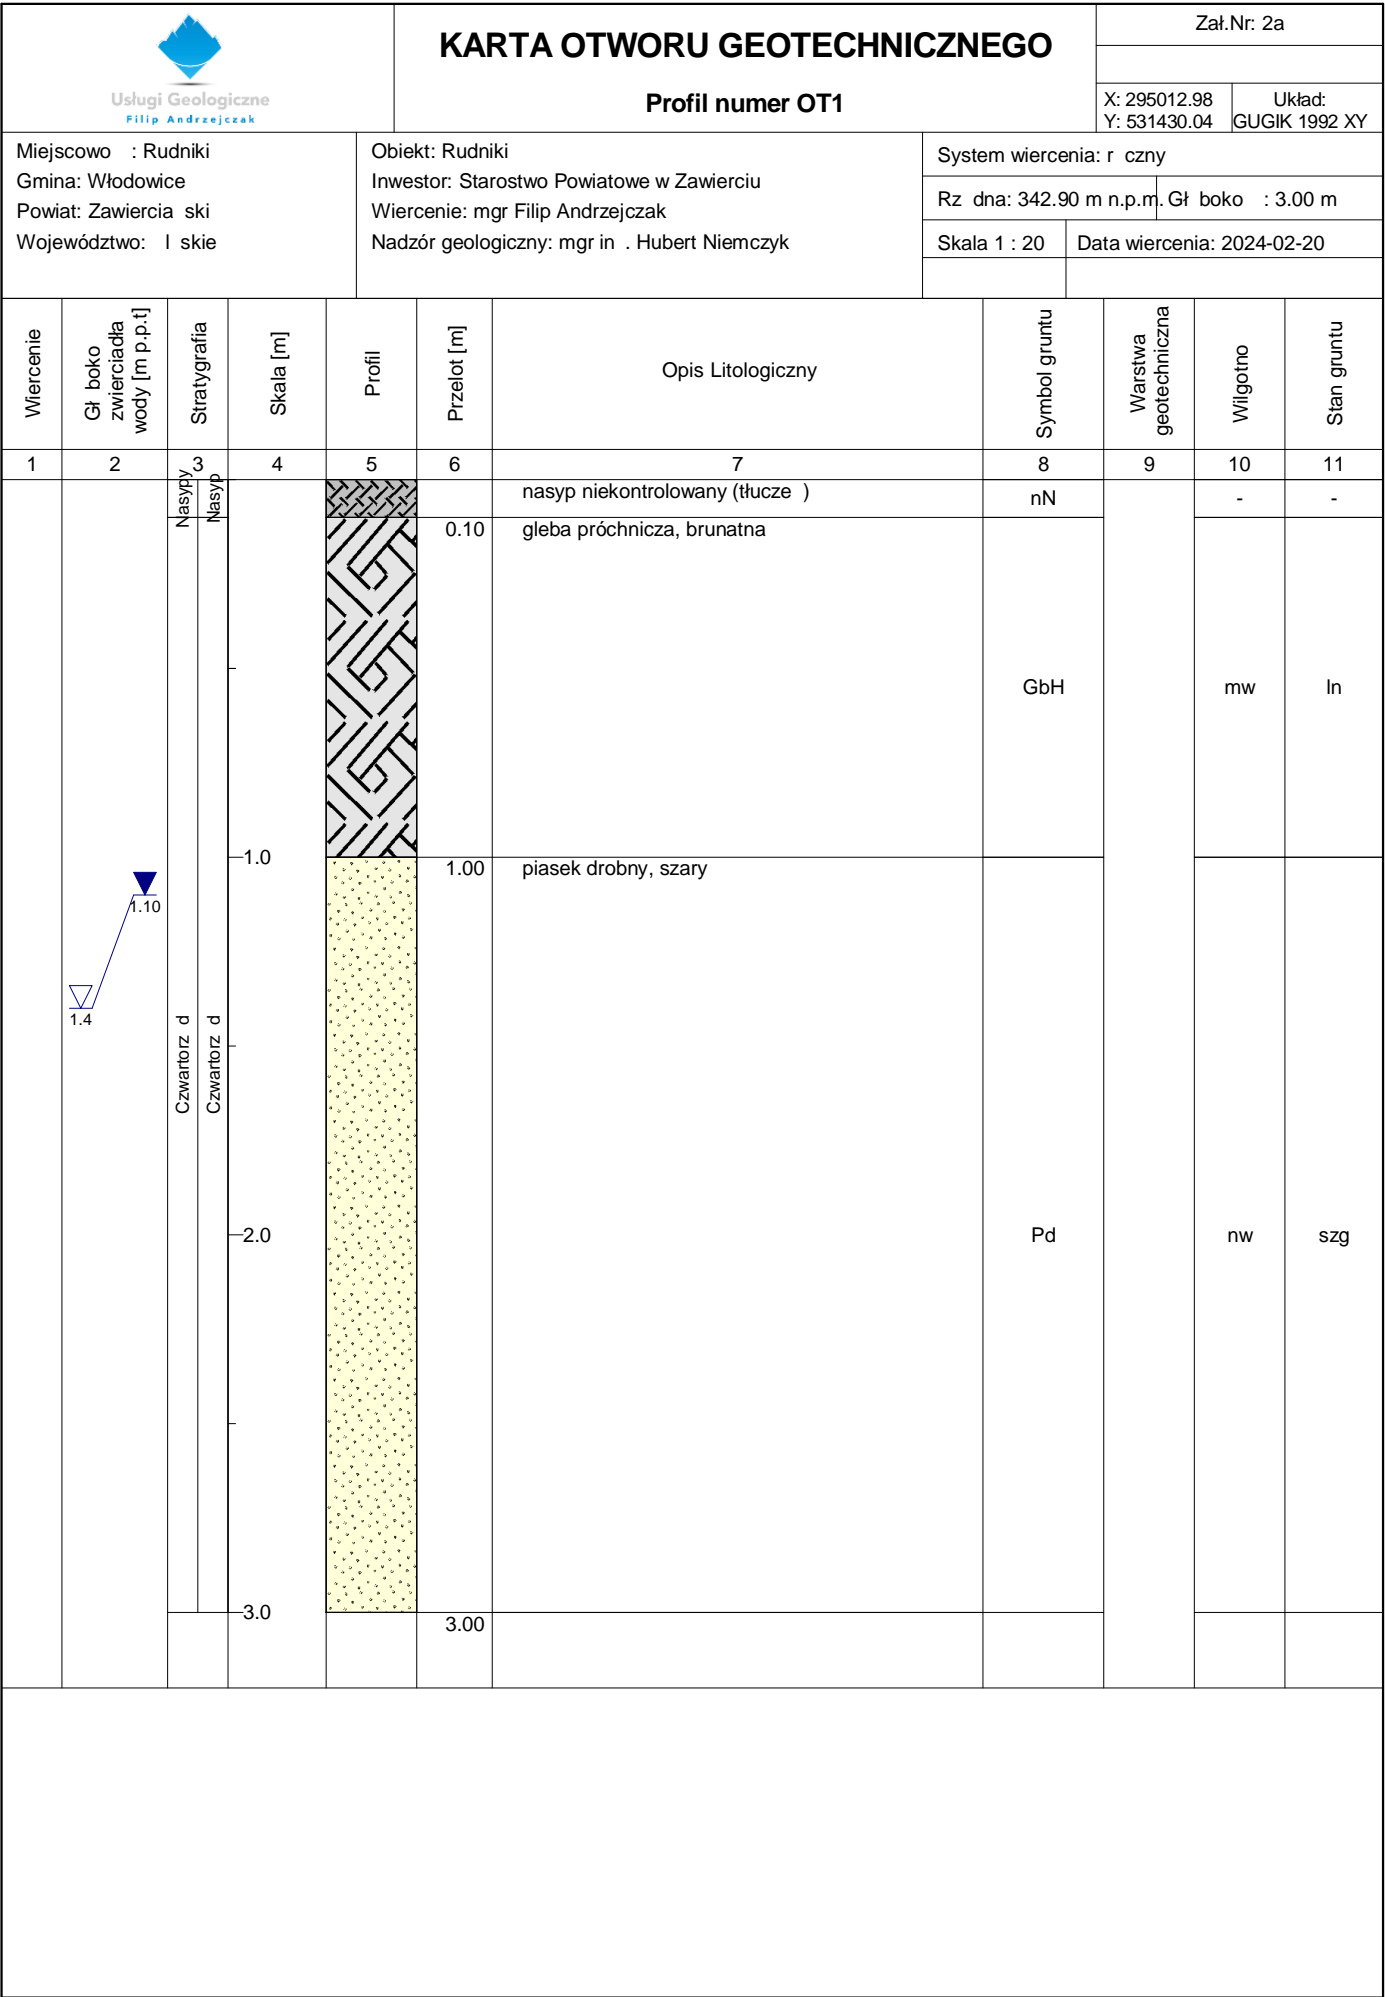 Usługi Geologiczne
Filip Andrzejczak
KARTA OTWORU GEOTECHNICZNEGO
Profil numer OT1
Zał.Nr: 2a
X: 295012.98
Y: 531430.04
Układ:
GUGIK 1992 XY
Miejscowo : Rudniki
Gmina: Włodowice
Powiat: Zawiercia ski
Województwo: l skie
Obiekt: Rudniki
Inwestor: Starostwo Powiatowe w Zawierciu
Wiercenie: mgr Filip Andrzejczak
Nadzór geologiczny: mgr in . Hubert Niemczyk
System wiercenia: r czny
Rz dna: 342.90 m n.p.m.
Gł boko : 3.00 m
Skala 1 : 20
Data wiercenia: 2024-02-20
Wiercenie
Gł boko
zwierciadła
wody [m p.p.t]
Stratygrafia
Skala [m]
Profil
Przelot [m]
Opis Litologiczny
Symbol gruntu
Warstwa
geotechniczna
Wilgotno
Stan gruntu
1 2 3 4 5 6 7 8 9 10 11
Nasypy
Nasyp
nasyp niekontrolowany (tłucze )
nN - -
0.10 gleba próchnicza, brunatna
GbH mw ln
1.0
1.00 piasek drobny, szary
1.10
1.4
Czwartorz d
Czwartorz d
2.0
Pd nw szg
3.0
3.00